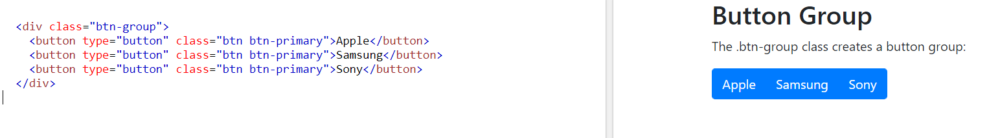 <div class="btn-group">
<button type="button" class="btn btn-primary">Apple</button>
<button type="button" class="btn btn-primary">Samsung</button>
<button type="button" class="btn btn-primary">Sony</button>
</div>
Button Group
The .btn-group class creates a button group:
Apple Samsung Sony